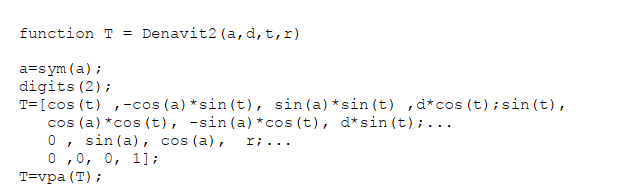 function T = Denavit2(a,d,t,r)
a=sym(a);
digits(2);
T=[cos(t) ,-cos(a)*sin(t), sin(a)*sin(t) ,d*cos(t);sin(t),
cos(a)*cos(t), -sin(a)*cos(t), d*sin(t);...
0 , sin(a), cos(a), r;...
0 ,0, 0, 1];
T=vpa(T);